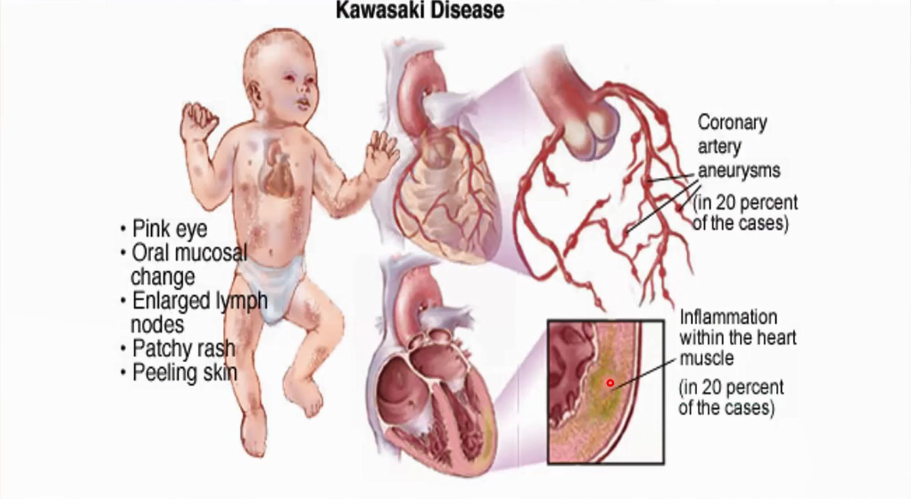 Kawasaki Disease
• Pink eye
• Oral mucosal
change
• Enlarged lymph
nodes
• Patchy rash
• Peeling skin
Coronary
artery
aneurysms
(in 20 percent
of the cases)
Inflammation
within the heart
muscle
(in 20 percent
of the cases)